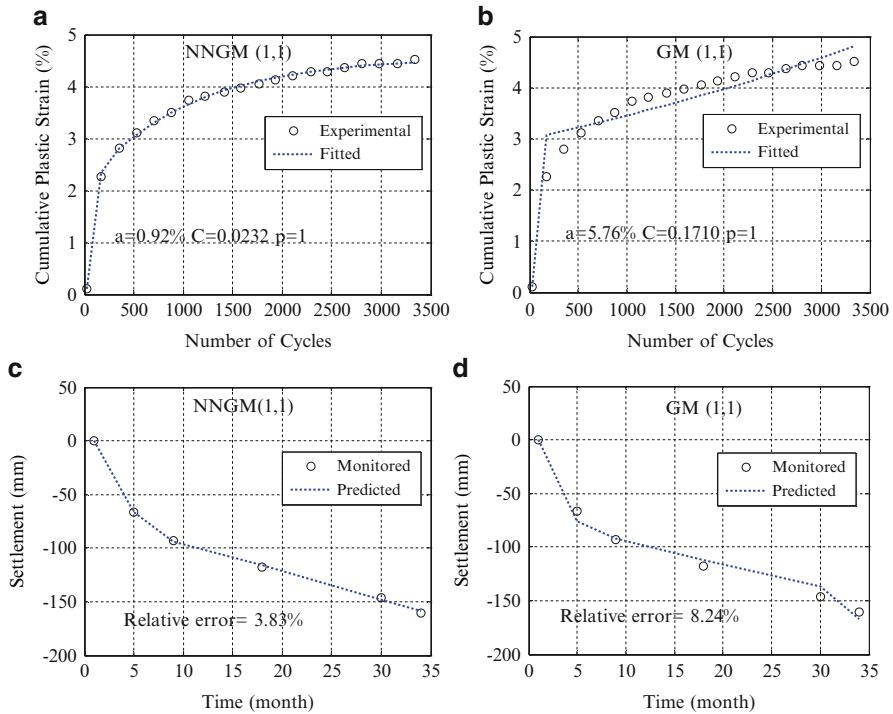 a
NNGM (1,1)
Cumulative Plastic Strain (%)
5
4
3
2
1
0
Experimental
Fitted
a=0.92% C=0.0232 p=1
0 500 1000 1500 2000 2500 3000 3500
Number of Cycles
b
GM (1,1)
Cumulative Plastic Strain (%)
5
4
3
2
1
0
Experimental
Fitted
a=5.76% C=0.1710 p=1
0 500 1000 1500 2000 2500 3000 3500
Number of Cycles
c
NNGM(1,1)
Settlement (mm)
50
0
-50
-100
-150
-200
Monitored
Predicted
Relative error= 3.83%
0 5 10 15 20 25 30 35
Time (month)
d
GM (1,1)
Settlement (mm)
50
0
-50
-100
-150
-200
Monitored
Predicted
Relative error= 8.24%
0 5 10 15 20 25 30 35
Time (month)